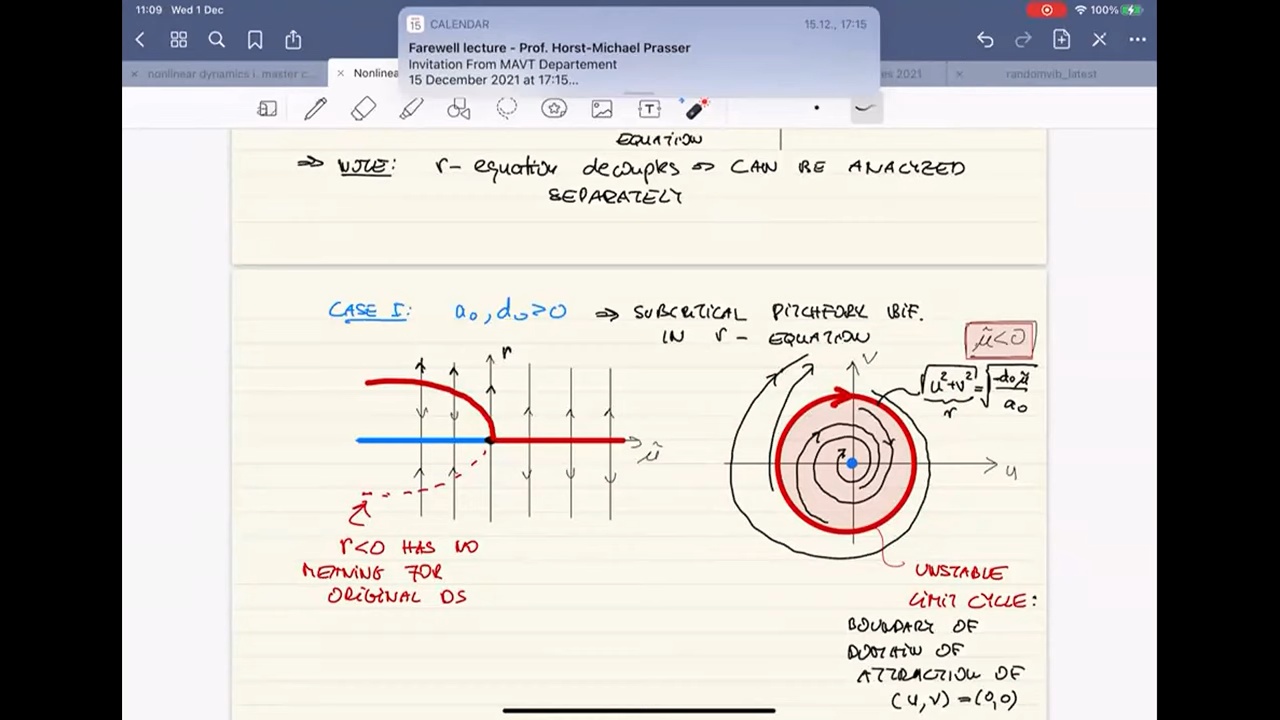 11:09 Wed 1 Dec
100%
15
CALENDAR
15.12., 17:15
Farewell lecture - Prof. Horst-Michael Prasser
Invitation From MAVT Departement
15 December 2021 at 17:15...
nonlinear dynamics i. master c...
Nonline
es 2021
randomvib_latest
EQUATION
⇒ NOTE: r - equation decouples ⇒ CAN BE ANALYZED
SEPARATELY
CASE I: a₀, d₀ > 0 ⇒ SUBCRITICAL PITCHFORK BIF.
IN r - EQUATION
μ̃<0
r
μ̃
v
u
√(u²+v²) = √(-d₀μ̃/a₀)
r
r<0 HAS NO
MEANING FOR
ORIGINAL DS
UNSTABLE
LIMIT CYCLE:
BOUNDARY OF
DOMAIN OF
ATTRACTION OF
(u,v) = (0,0)